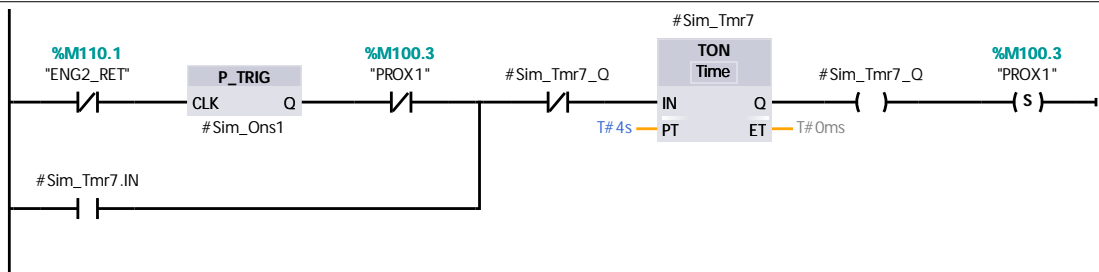 #Sim_Tmr7
%M110.1
"ENG2_RET"
P_TRIG
CLK Q
#Sim_Ons1
%M100.3
"PROX1"
#Sim_Tmr7_Q
TON
Time
IN Q
T#4s PT ET T#0ms
#Sim_Tmr7_Q
%M100.3
"PROX1"
S
#Sim_Tmr7.IN